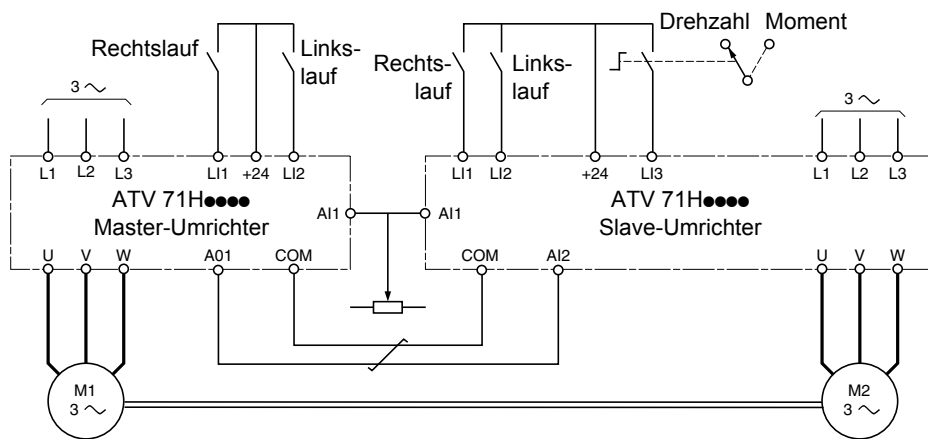 Drehzahl Moment
Rechtslauf
Links-
lauf
Rechts-
lauf
Links-
lauf
3 ~
3 ~
L1 L2 L3 LI1 +24 LI2
LI1 LI2 +24 LI3 L1 L2 L3
ATV 71H●●●●
Master-Umrichter
AI1
AI1
ATV 71H●●●●
Slave-Umrichter
U V W A01 COM
COM AI2 U V W
M1
3 ~
M2
3 ~